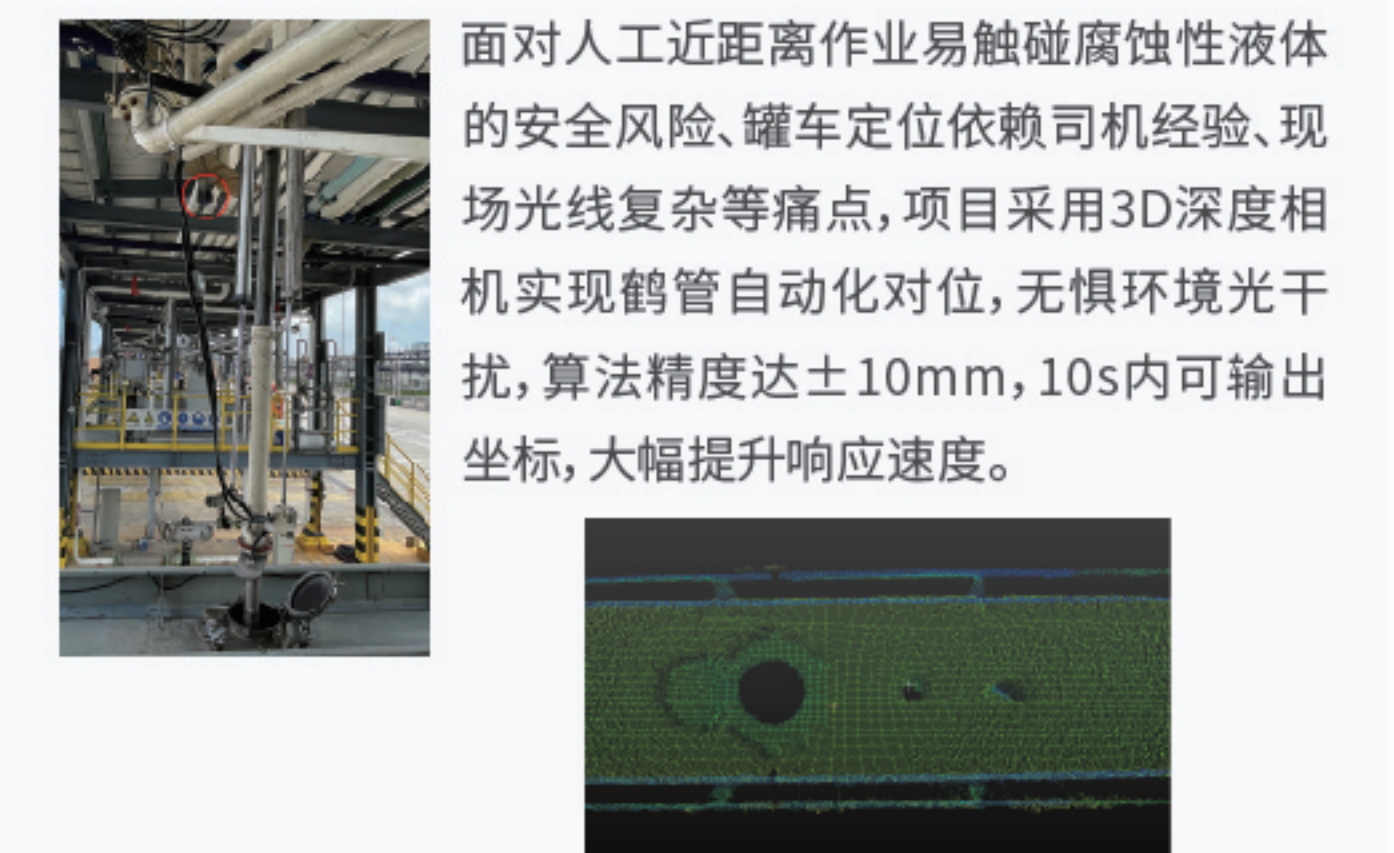 面对人工近距离作业易触碰腐蚀性液体
的安全风险、罐车定位依赖司机经验、现
场光线复杂等痛点，项目采用3D深度相
机实现鹤管自动化对位，无惧环境光干
扰，算法精度达±10mm，10s内可输出
坐标，大幅提升响应速度。